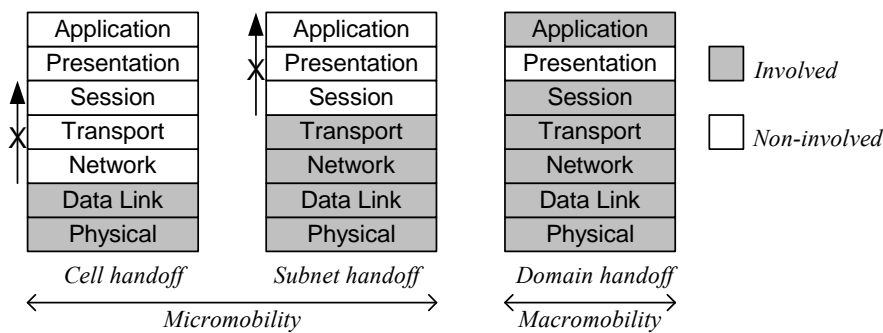 Application
Presentation
Session
Transport
Network
Data Link
Physical
Cell handoff
X
Application
Presentation
Session
Transport
Network
Data Link
Physical
Subnet handoff
X
Micromobility
Application
Presentation
Session
Transport
Network
Data Link
Physical
Domain handoff
Macromobility
Involved
Non-involved